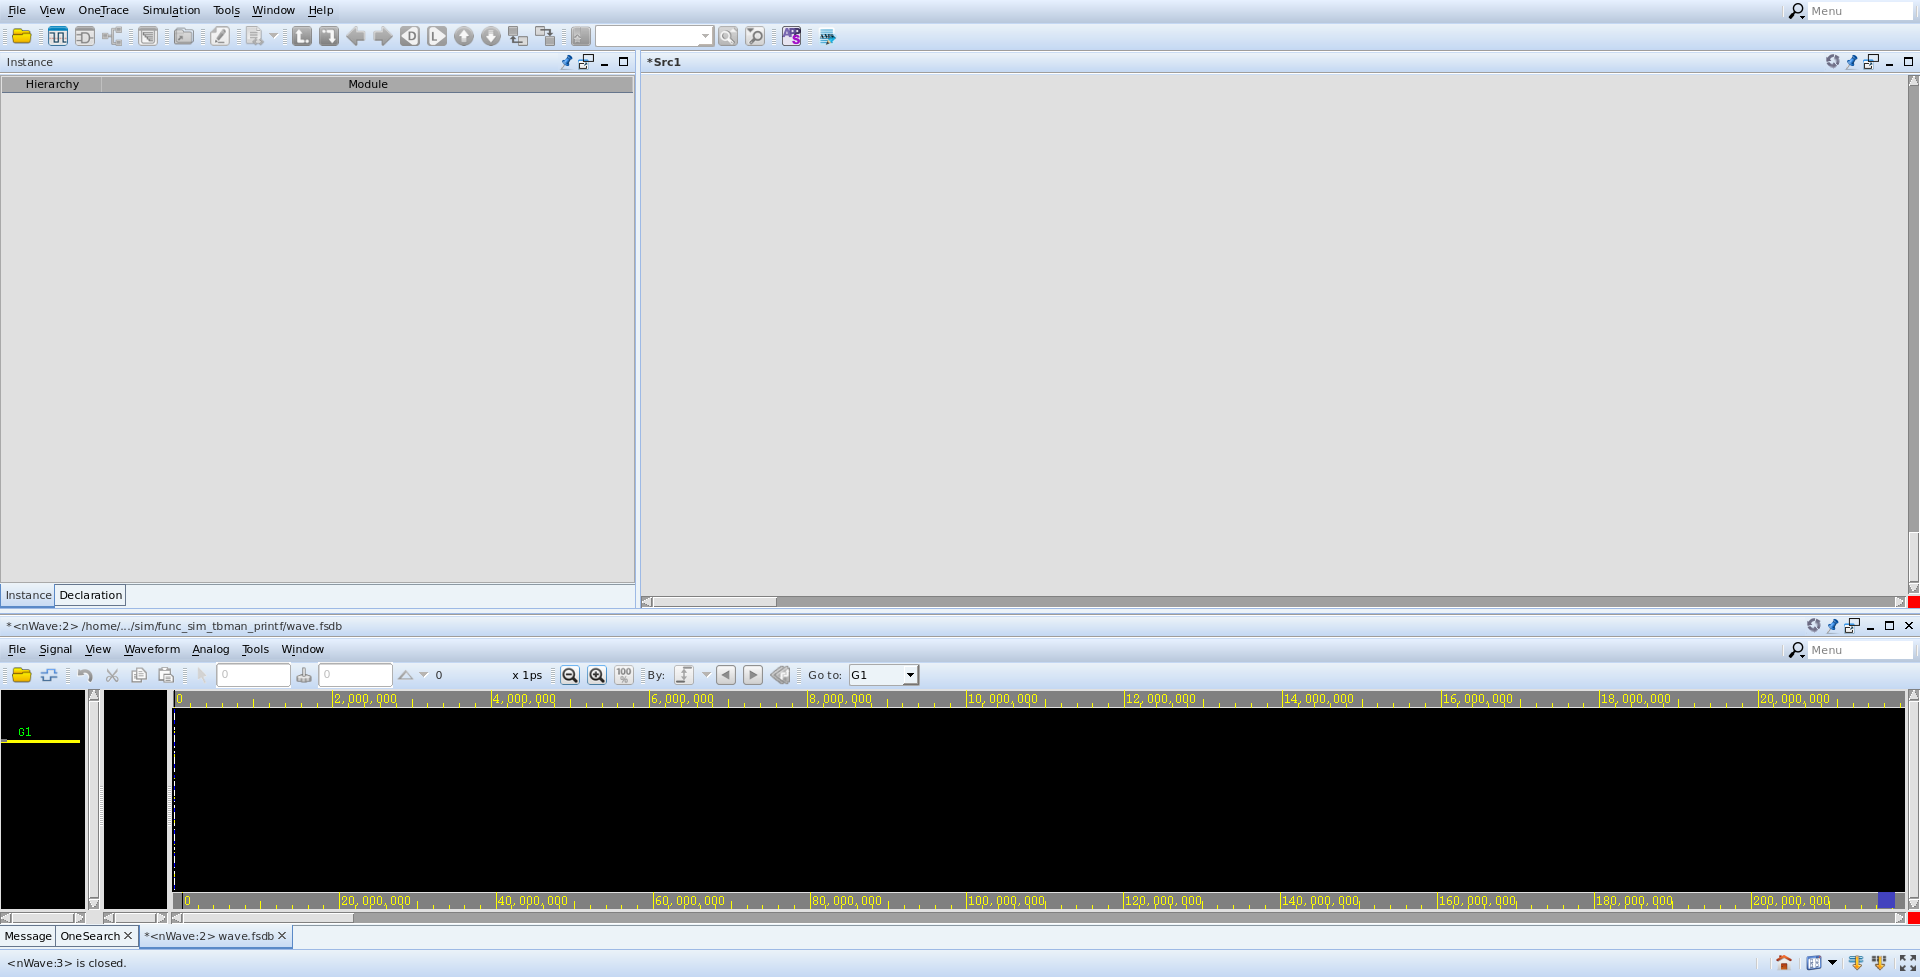 File View OneTrace Simulation Tools Window Help Menu
Instance
*Src1
Hierarchy Module
Instance Declaration
*<nWave:2> /home/.../sim/func_sim_tbman_printf/wave.fsdb
File Signal View Waveform Analog Tools Window Menu
0 0 0 x 1ps 100 % By: Go to: G1
0 2,000,000 4,000,000 6,000,000 8,000,000 10,000,000 12,000,000 14,000,000 16,000,000 18,000,000 20,000,000
G1
0 20,000,000 40,000,000 60,000,000 80,000,000 100,000,000 120,000,000 140,000,000 160,000,000 180,000,000 200,000,000
Message OneSearch *<nWave:2> wave.fsdb
<nWave:3> is closed.